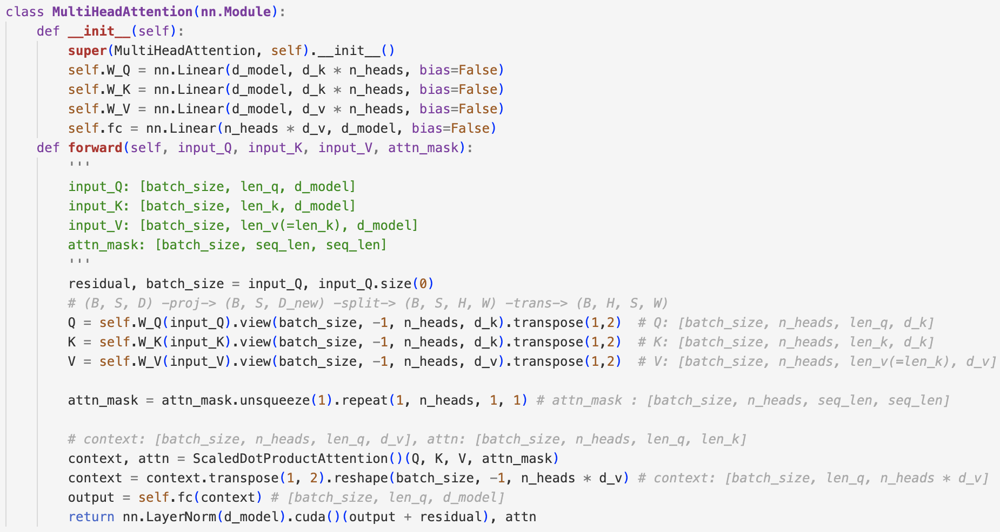 class MultiHeadAttention(nn.Module):
    def __init__(self):
        super(MultiHeadAttention, self).__init__()
        self.W_Q = nn.Linear(d_model, d_k * n_heads, bias=False)
        self.W_K = nn.Linear(d_model, d_k * n_heads, bias=False)
        self.W_V = nn.Linear(d_model, d_v * n_heads, bias=False)
        self.fc = nn.Linear(n_heads * d_v, d_model, bias=False)
    def forward(self, input_Q, input_K, input_V, attn_mask):
        '''
        input_Q: [batch_size, len_q, d_model]
        input_K: [batch_size, len_k, d_model]
        input_V: [batch_size, len_v(=len_k), d_model]
        attn_mask: [batch_size, seq_len, seq_len]
        '''
        residual, batch_size = input_Q, input_Q.size(0)
        # (B, S, D) -proj-> (B, S, D_new) -split-> (B, S, H, W) -trans-> (B, H, S, W)
        Q = self.W_Q(input_Q).view(batch_size, -1, n_heads, d_k).transpose(1,2)  # Q: [batch_size, n_heads, len_q, d_k]
        K = self.W_K(input_K).view(batch_size, -1, n_heads, d_k).transpose(1,2)  # K: [batch_size, n_heads, len_k, d_k]
        V = self.W_V(input_V).view(batch_size, -1, n_heads, d_v).transpose(1,2)  # V: [batch_size, n_heads, len_v(=len_k), d_v]
        attn_mask = attn_mask.unsqueeze(1).repeat(1, n_heads, 1, 1) # attn_mask : [batch_size, n_heads, seq_len, seq_len]
        # context: [batch_size, n_heads, len_q, d_v], attn: [batch_size, n_heads, len_q, len_k]
        context, attn = ScaledDotProductAttention()(Q, K, V, attn_mask)
        context = context.transpose(1, 2).reshape(batch_size, -1, n_heads * d_v) # context: [batch_size, len_q, n_heads * d_v]
        output = self.fc(context) # [batch_size, len_q, d_model]
        return nn.LayerNorm(d_model).cuda()(output + residual), attn